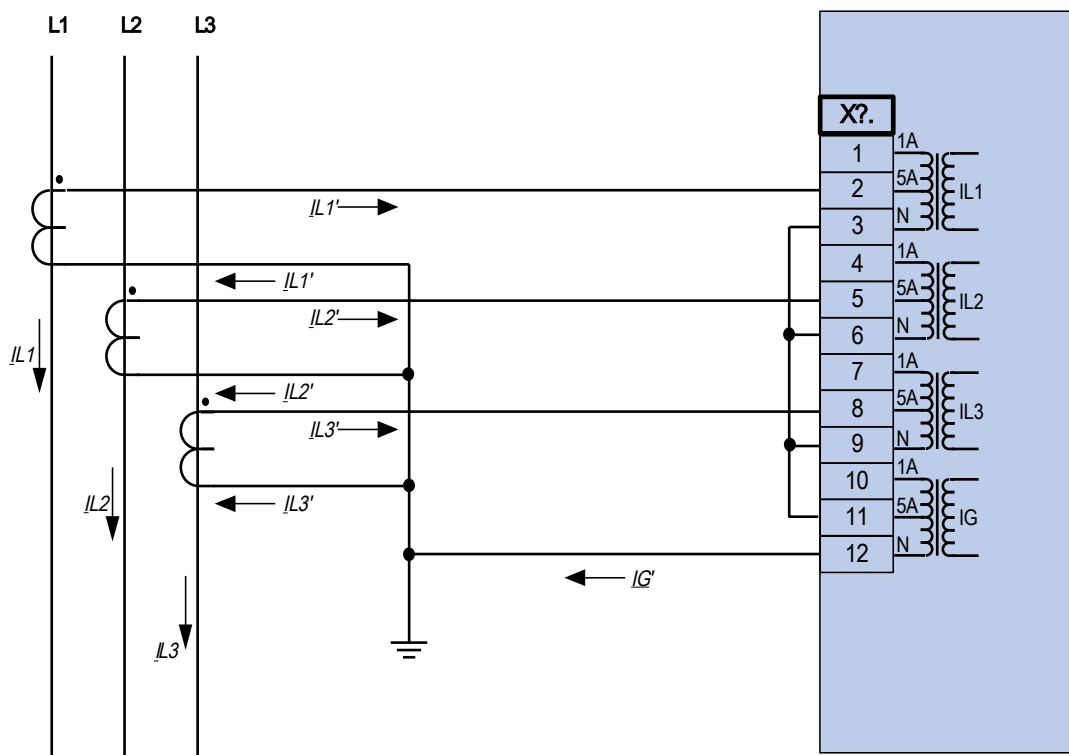 L1 L2 L3
X?.
1 1A
2 5A IL1
3 N
4 1A
5 5A IL2
6 N
7 1A
8 5A IL3
9 N
10 1A
11 5A IG
12 N
IL1'
IL1'
IL2'
IL1
IL2'
IL3'
IL2
IL3'
IG'
IL3